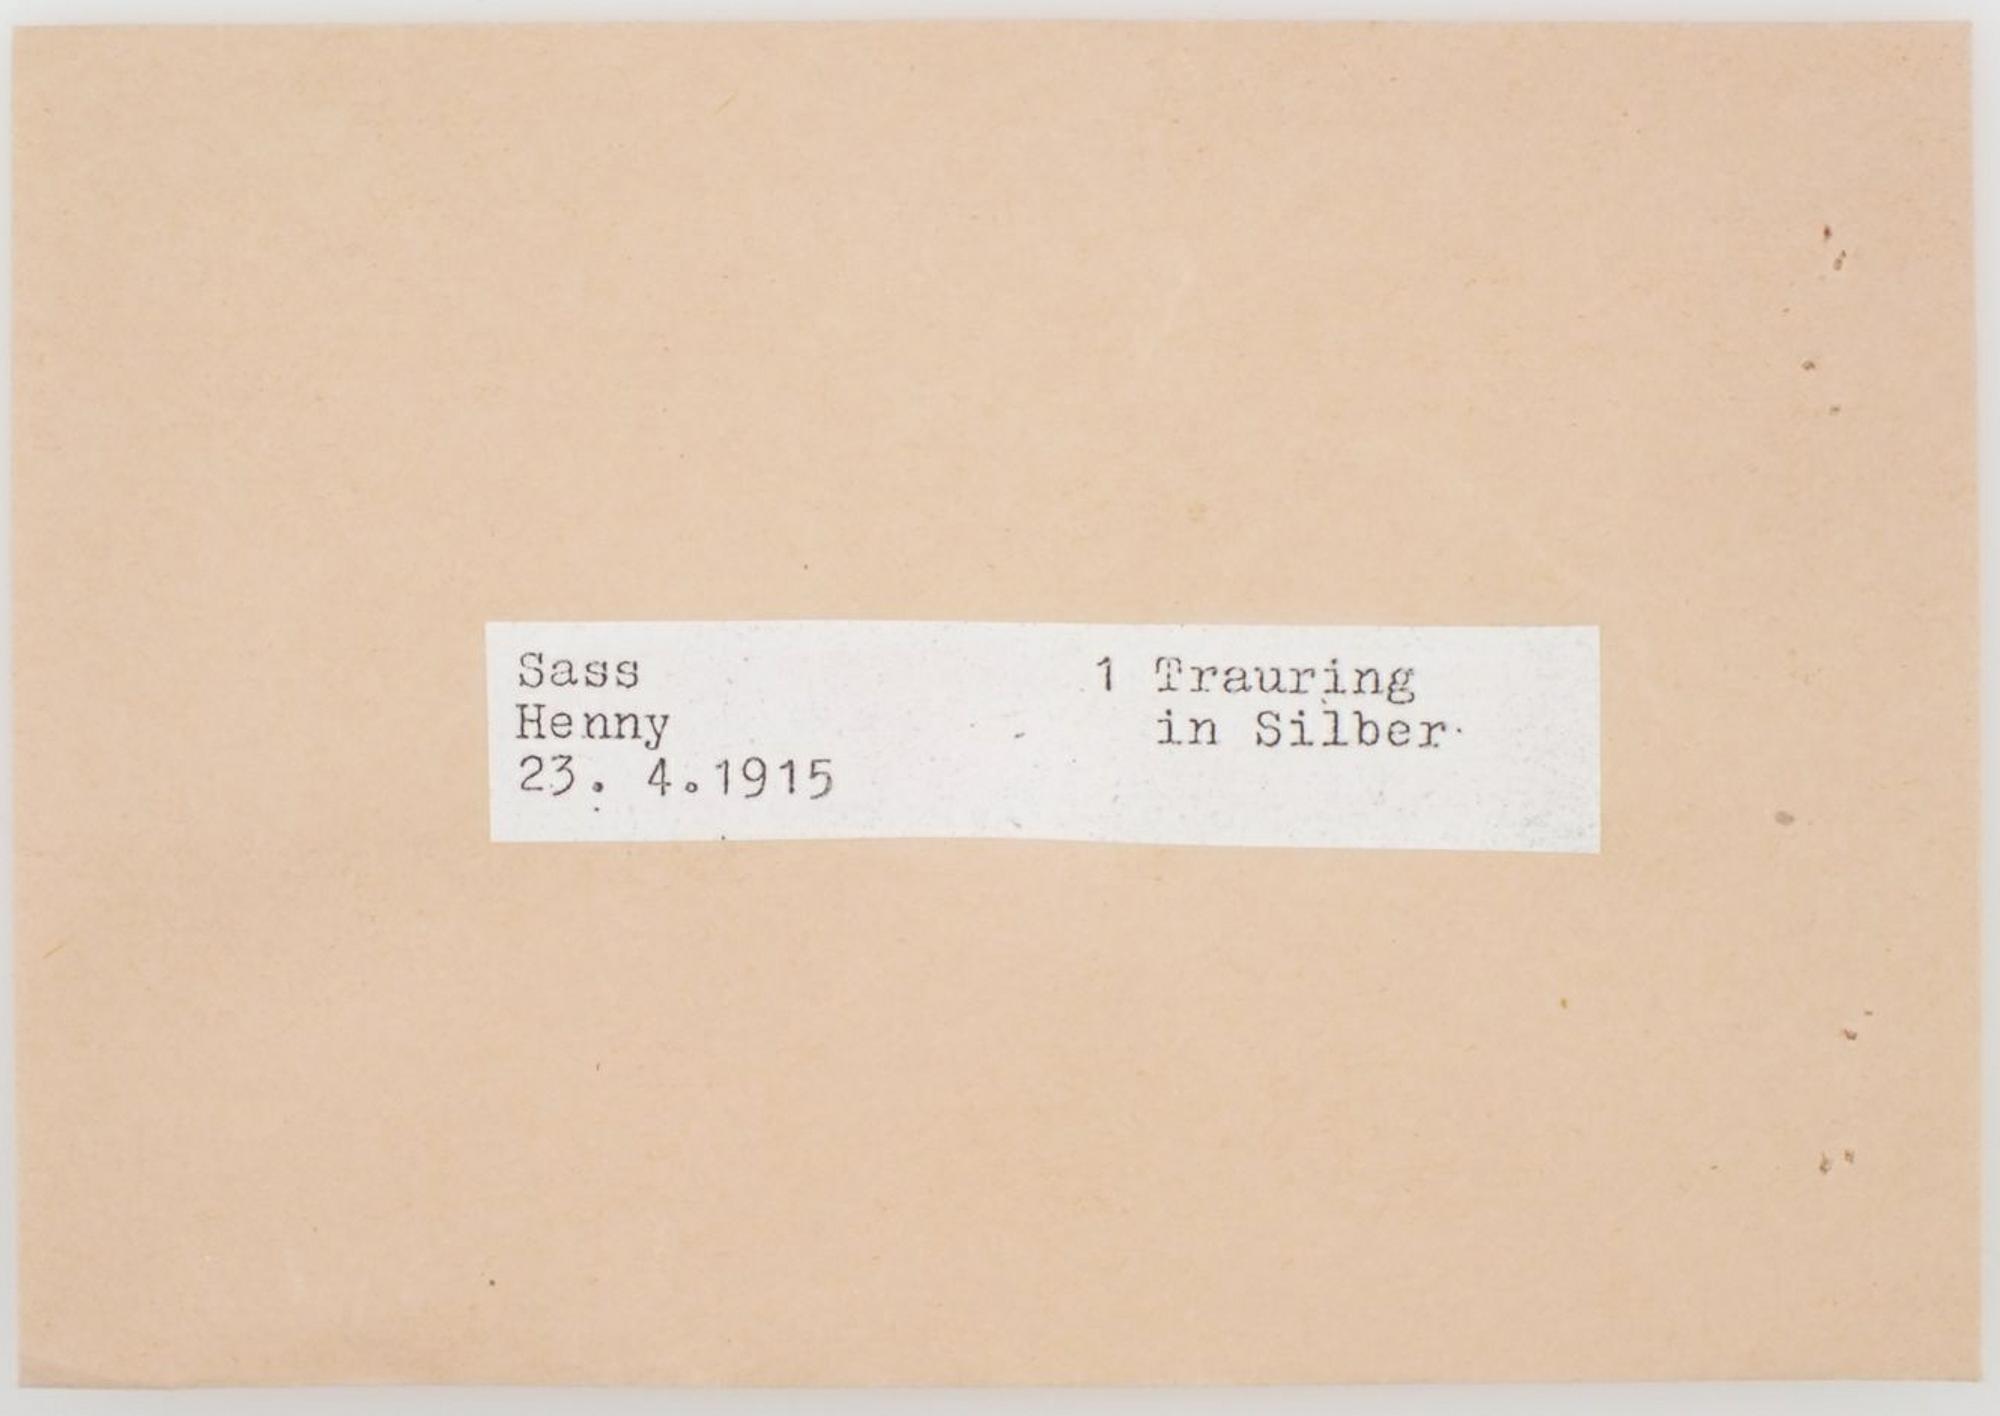 Sass
Henny
23. 4.1915
1 Trauring
in Silber